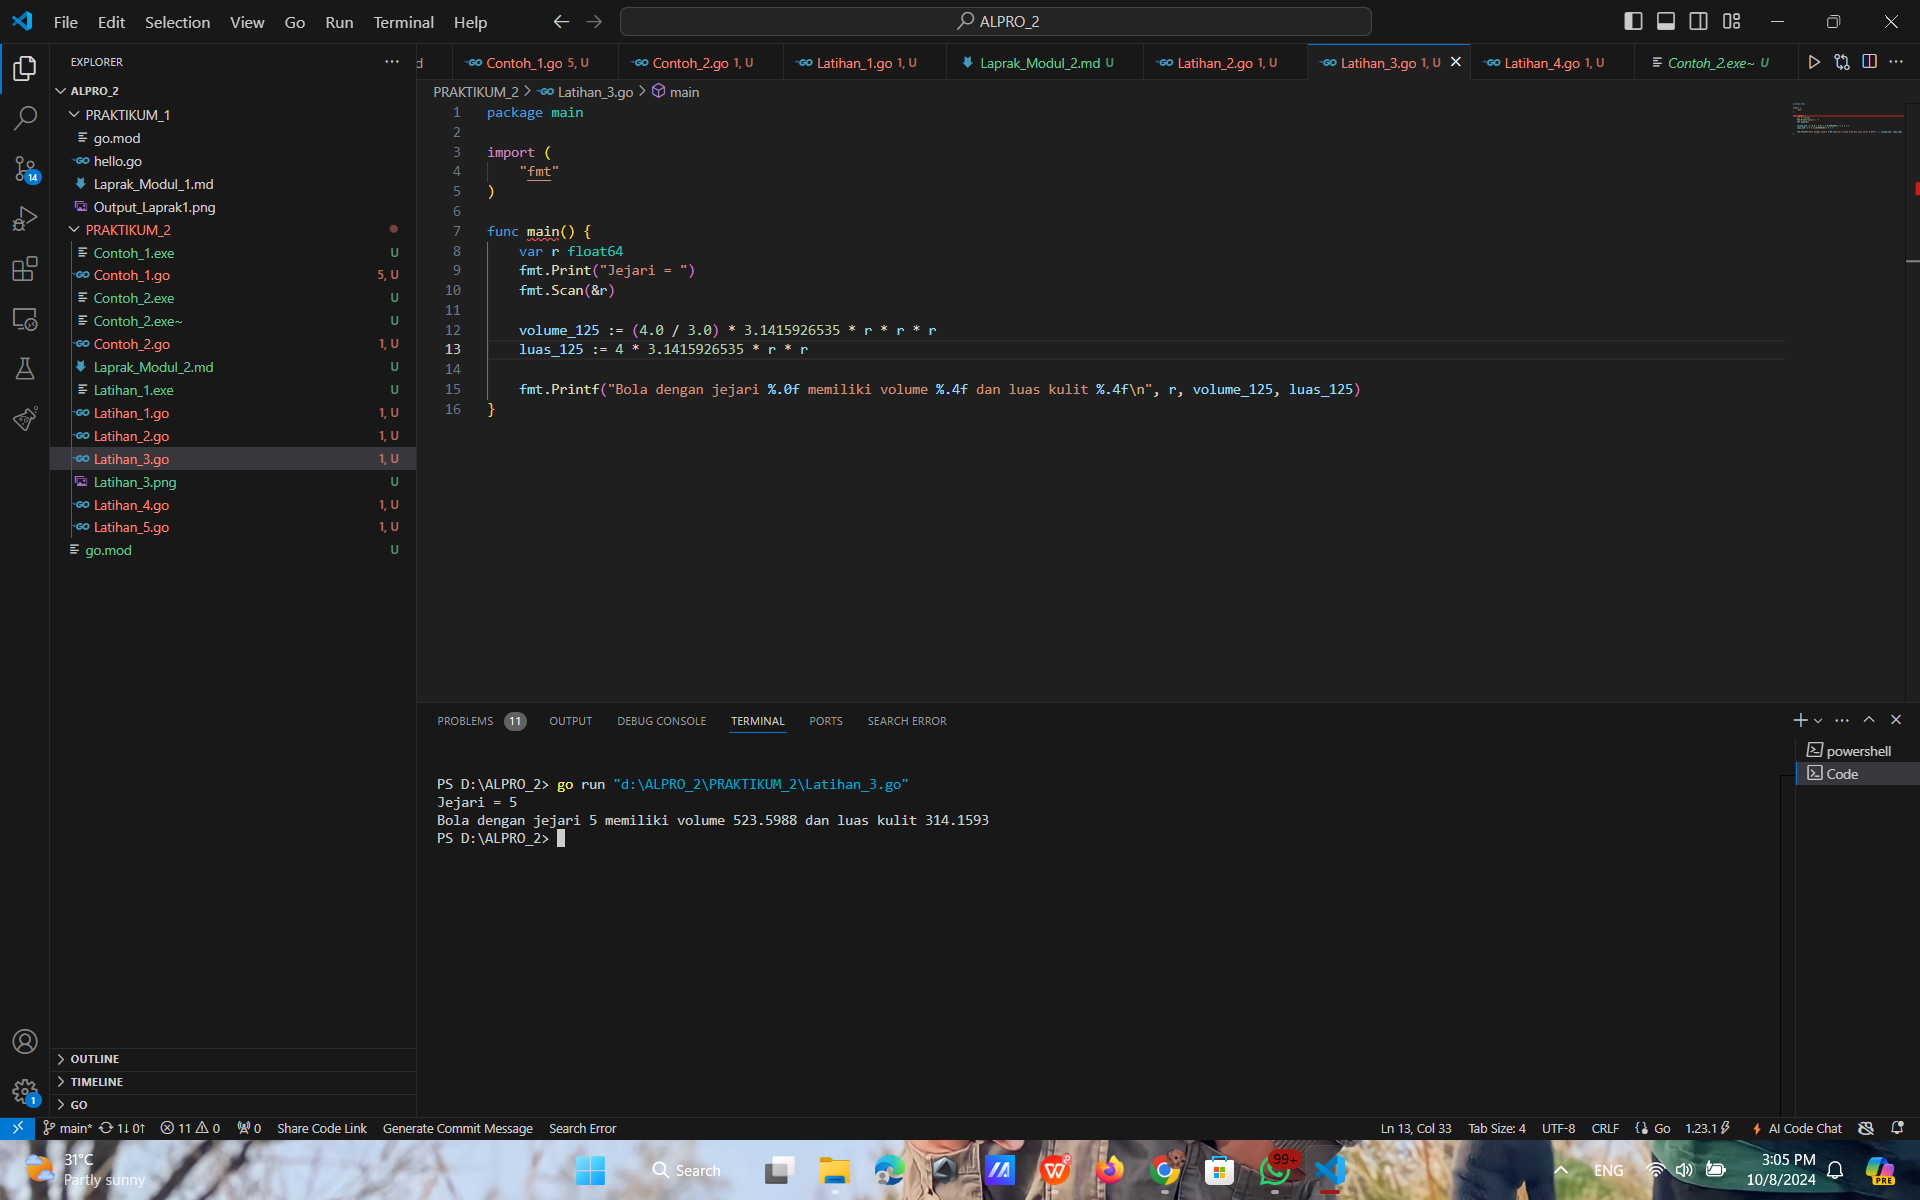 File Edit Selection View Go Run Terminal Help
ALPRO_2
EXPLORER
Contoh_1.go 5, U
Contoh_2.go 1, U
Latihan_1.go 1, U
Laprak_Modul_2.md U
Latihan_2.go 1, U
Latihan_3.go 1, U
Latihan_4.go 1, U
Contoh_2.exe~ U
PRAKTIKUM_2 > Latihan_3.go > main
ALPRO_2
PRAKTIKUM_1
go.mod
hello.go
Laprak_Modul_1.md
Output_Laprak1.png
PRAKTIKUM_2
Contoh_1.exe U
Contoh_1.go 5, U
Contoh_2.exe U
Contoh_2.exe~ U
Contoh_2.go 1, U
Laprak_Modul_2.md U
Latihan_1.exe U
Latihan_1.go 1, U
Latihan_2.go 1, U
Latihan_3.go 1, U
Latihan_3.png U
Latihan_4.go 1, U
Latihan_5.go 1, U
go.mod U
14
OUTLINE
TIMELINE
GO
1
1 package main
2
3 import (
4 "fmt"
5 )
6
7 func main() {
8 var r float64
9 fmt.Print("Jejari = ")
10 fmt.Scan(&r)
11
12 volume_125 := (4.0 / 3.0) * 3.1415926535 * r * r * r
13 luas_125 := 4 * 3.1415926535 * r * r
14
15 fmt.Printf("Bola dengan jejari %.0f memiliki volume %.4f dan luas kulit %.4f\n", r, volume_125, luas_125)
16 }
PROBLEMS 11 OUTPUT DEBUG CONSOLE TERMINAL PORTS SEARCH ERROR
powershell
Code
PS D:\ALPRO_2> go run "d:\ALPRO_2\PRAKTIKUM_2\Latihan_3.go"
Jejari = 5
Bola dengan jejari 5 memiliki volume 523.5988 dan luas kulit 314.1593
PS D:\ALPRO_2>
main* 1↓ 0↑ 11 0 0 Share Code Link Generate Commit Message Search Error
Ln 13, Col 33 Tab Size: 4 UTF-8 CRLF Go 1.23.1 AI Code Chat
31°C
Partly sunny
Search
99+
ENG
3:05 PM
10/8/2024
PRE